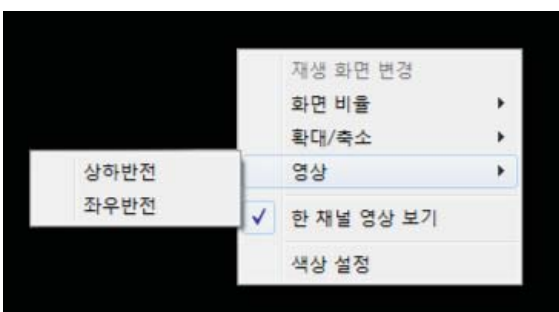 재생 화면 변경
화면 비율
확대/축소
영상
상하반전
좌우반전
한 채널 영상 보기
색상 설정